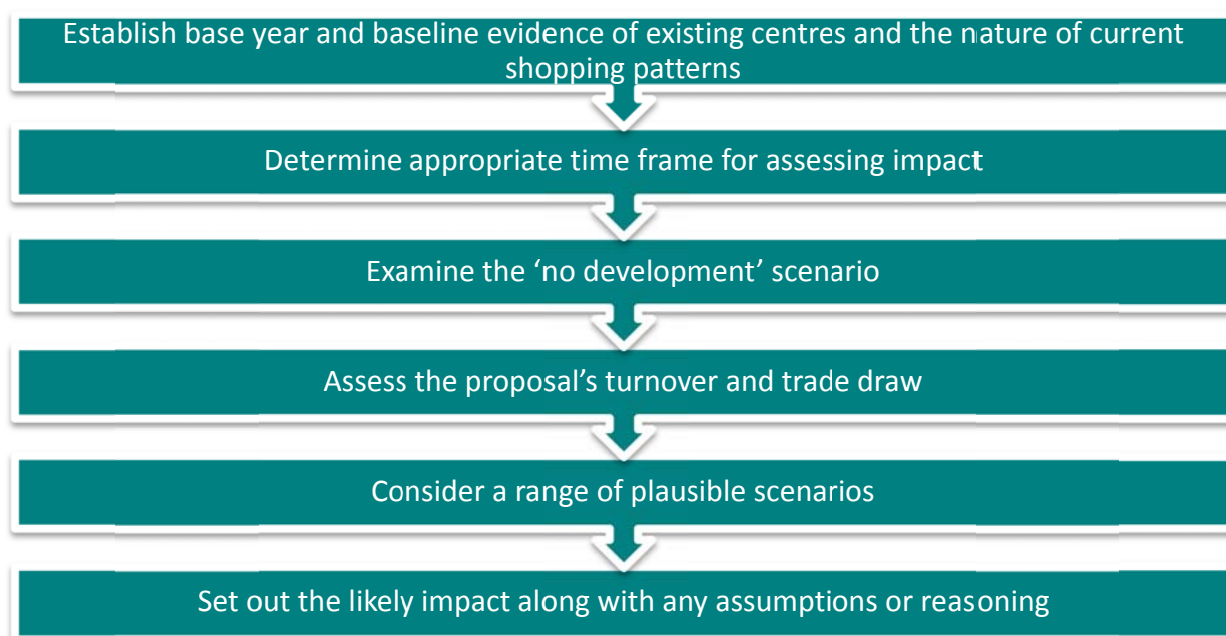 Establish base year and baseline evidence of existing centres and the nature of current
shopping patterns
Determine appropriate time frame for assessing impact
Examine the ‘no development’ scenario
Assess the proposal’s turnover and trade draw
Consider a range of plausible scenarios
Set out the likely impact along with any assumptions or reasoning